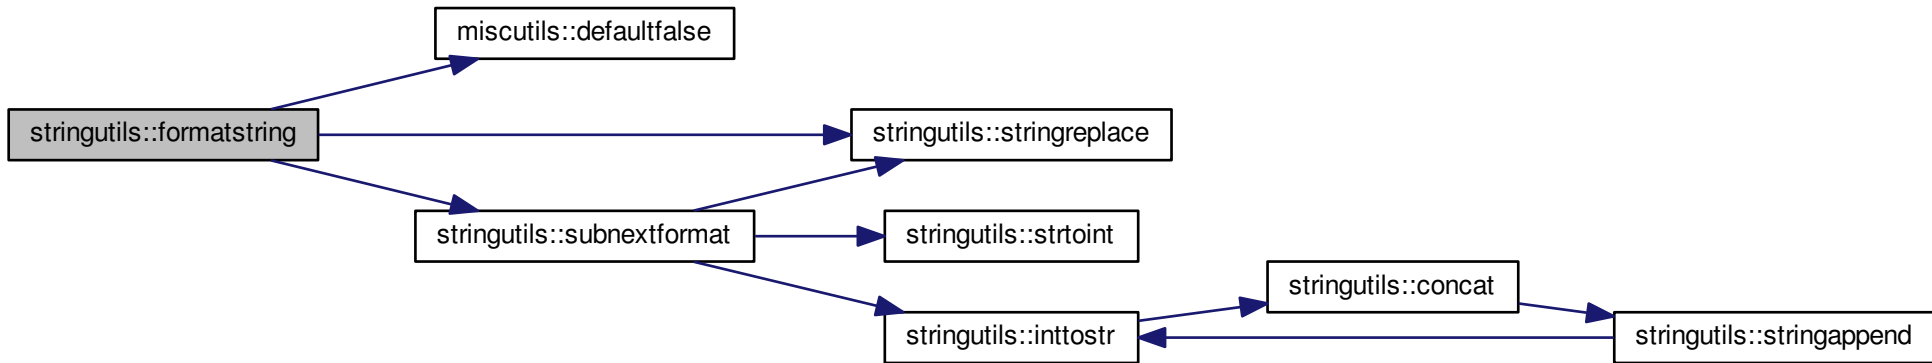 miscutils::defaultfalse
stringutils::formatstring
stringutils::stringreplace
stringutils::subnextformat
stringutils::strtoint
stringutils::concat
stringutils::inttostr
stringutils::stringappend